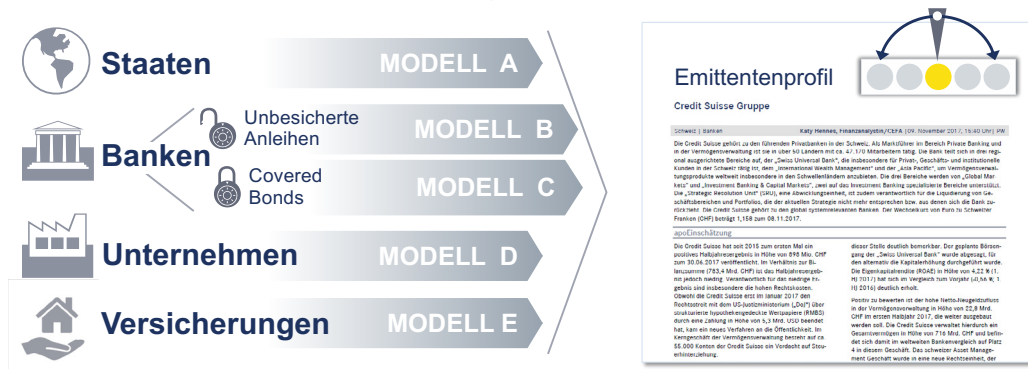 Staaten
MODELL A
Banken
Unbesicherte
Anleihen
MODELL B
Covered
Bonds
MODELL C
Unternehmen
MODELL D
Versicherungen
MODELL E
Emittentenprofil
Credit Suisse Gruppe
Schweiz | Banken
Katy Hennes, Finanzanalystin/CEFA |09. November 2017, 15:40 Uhr| PW
Die Credit Suisse gehört zu den führenden Privatbanken in der Schweiz. Als Marktführer im Bereich Private Banking und
in der Vermögensverwaltung ist sie in über 50 Ländern mit ca. 47.170 Mitarbeitern tätig. Die Bank teilt sich in drei regi-
onal ausgerichtete Bereiche auf, der „Swiss Universal Bank", die insbesondere für Privat-, Geschäfts- und institutionelle
Kunden in der Schweiz tätig ist, dem „International Wealth Management" und der „Asia Pacific", um Vermögensverwal-
tungsprodukte weltweit insbesondere in den Schwellenländern anzubieten. Die drei Bereiche werden von „Global Mar-
kets" und „Investment Banking & Capital Markets", zwei auf das Investment Banking spezialisierte Bereiche unterstützt.
Die „Strategic Resolution Unit" (SRU), eine Abwicklungseinheit, ist zudem verantwortlich für die Liquidierung von Ge-
schäftsbereichen und Portfolios, die der aktuellen Strategie nicht mehr entsprechen bzw. aus denen sich die Bank zu-
rückzieht. Die Credit Suisse gehört zu den global systemrelevanten Banken. Der Wechselkurs von Euro zu Schweizer
Franken (CHF) beträgt 1,158 zum 08.11.2017.
apoEinschätzung
Die Credit Suisse hat seit 2015 zum ersten Mal ein
positives Halbjahresergebnis in Höhe von 898 Mio. CHF
zum 30.06.2017 veröffentlicht. Im Verhältnis zur Bi-
lanzsumme (783,4 Mrd. CHF) ist das Halbjahresergeb-
nis jedoch niedrig. Verantwortlich für das niedrige Er-
gebnis sind insbesondere die hohen Rechtskosten.
Obwohl die Credit Suisse erst im Januar 2017 den
Rechtsstreit mit dem US-Justizministerium („DoJ") über
strukturierte hypothekengedeckte Wertpapiere (RMBS)
durch eine Zahlung in Höhe von 5,3 Mrd. USD beendet
hat, kam ein neues Verfahren an die Öffentlichkeit. Im
Kerngeschäft der Vermögensverwaltung besteht auf ca.
55.000 Konten der Credit Suisse ein Verdacht auf Steu-
erhinterziehung.
dieser Stelle deutlich bemerkbar. Der geplante Börsen-
gang der „Swiss Universal Bank" wurde abgesagt, für
den alternativ die Kapitalerhöhung durchgeführt wurde.
Die Eigenkapitalrendite (ROAE) in Höhe von 4,22 % (1.
HJ 2017) hat sich im Vergleich zum Vorjahr (-0,56 %; 1.
HJ 2016) deutlich erholt.
Positiv zu bewerten ist der hohe Netto-Neugeldzufluss
in der Vermögensverwaltung in Höhe von 22,8 Mrd.
CHF im ersten Halbjahr 2017, die weiter ausgebaut
werden soll. Die Credit Suisse verwaltet hierdurch ein
Gesamtvermögen in Höhe von 716 Mrd. CHF und befin-
det sich damit im weltweiten Bankenvergleich auf Platz
4 in diesem Geschäft. Das schweizer Asset Manage-
ment Geschäft wurde in eine neue Rechtseinheit, der